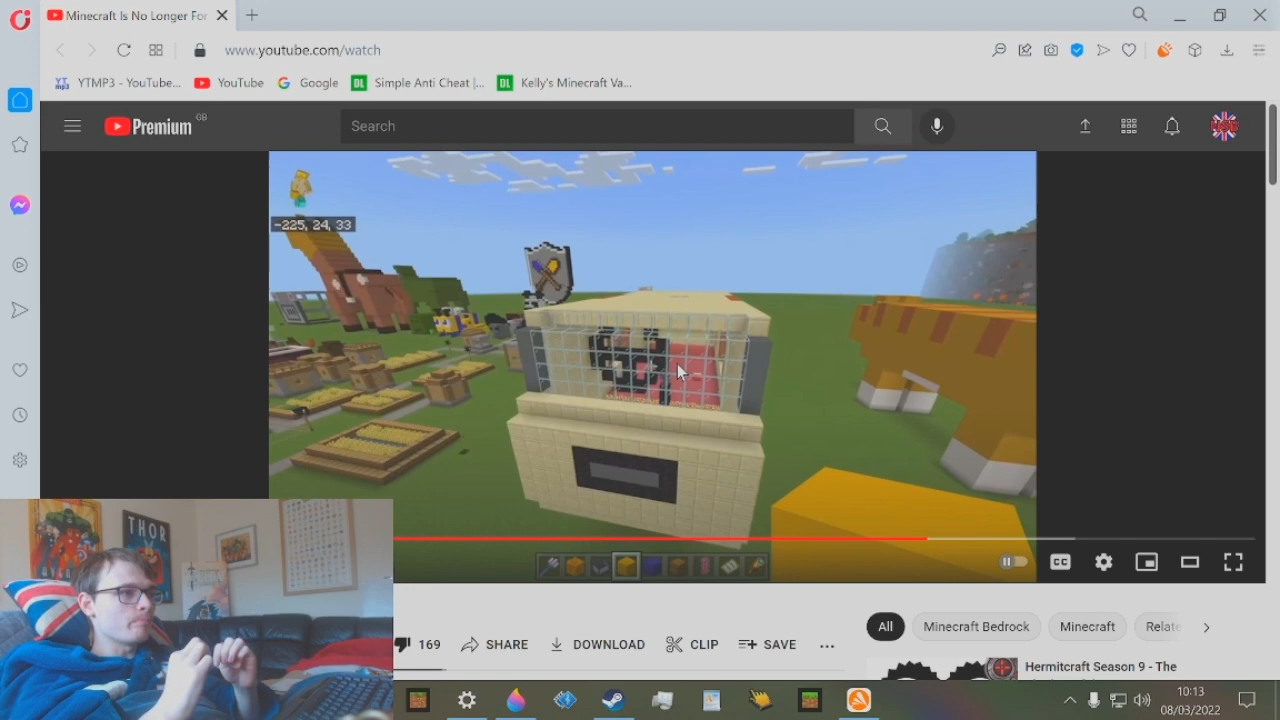 Minecraft Is No Longer For
www.youtube.com/watch
YTMP3 - YouTube... YouTube Google Simple Anti Cheat |... Kelly's Minecraft Va...
Premium GB
Search
-225, 24, 33
THOR
169 SHARE DOWNLOAD CLIP SAVE
All Minecraft Bedrock Minecraft Relate
Hermitcraft Season 9 - The
10:13
08/03/2022